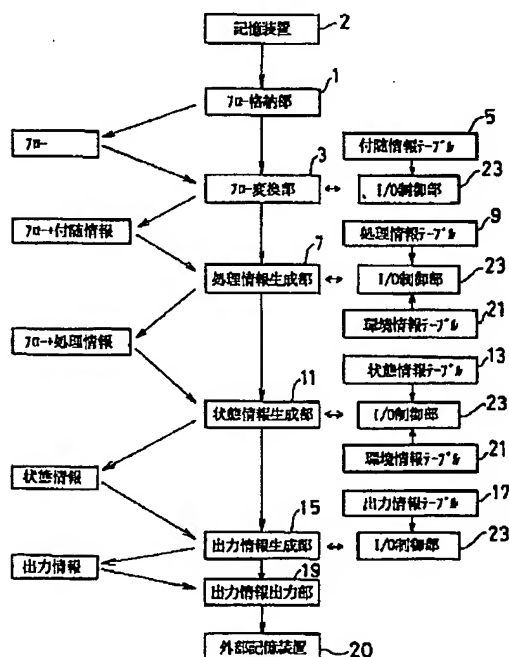 記憶装置 2
フロー格納部 1
フロー
付随情報テーブル 5
フロー変換部 3
I/O制御部 23
フロー+付随情報
処理情報テーブル 9
処理情報生成部 7
I/O制御部 23
環境情報テーブル 21
フロー+処理情報
状態情報テーブル 13
状態情報生成部 11
I/O制御部 23
環境情報テーブル 21
状態情報
出力情報テーブル 17
出力情報生成部 15
I/O制御部 23
出力情報
出力情報出力部 19
外部記憶装置 20